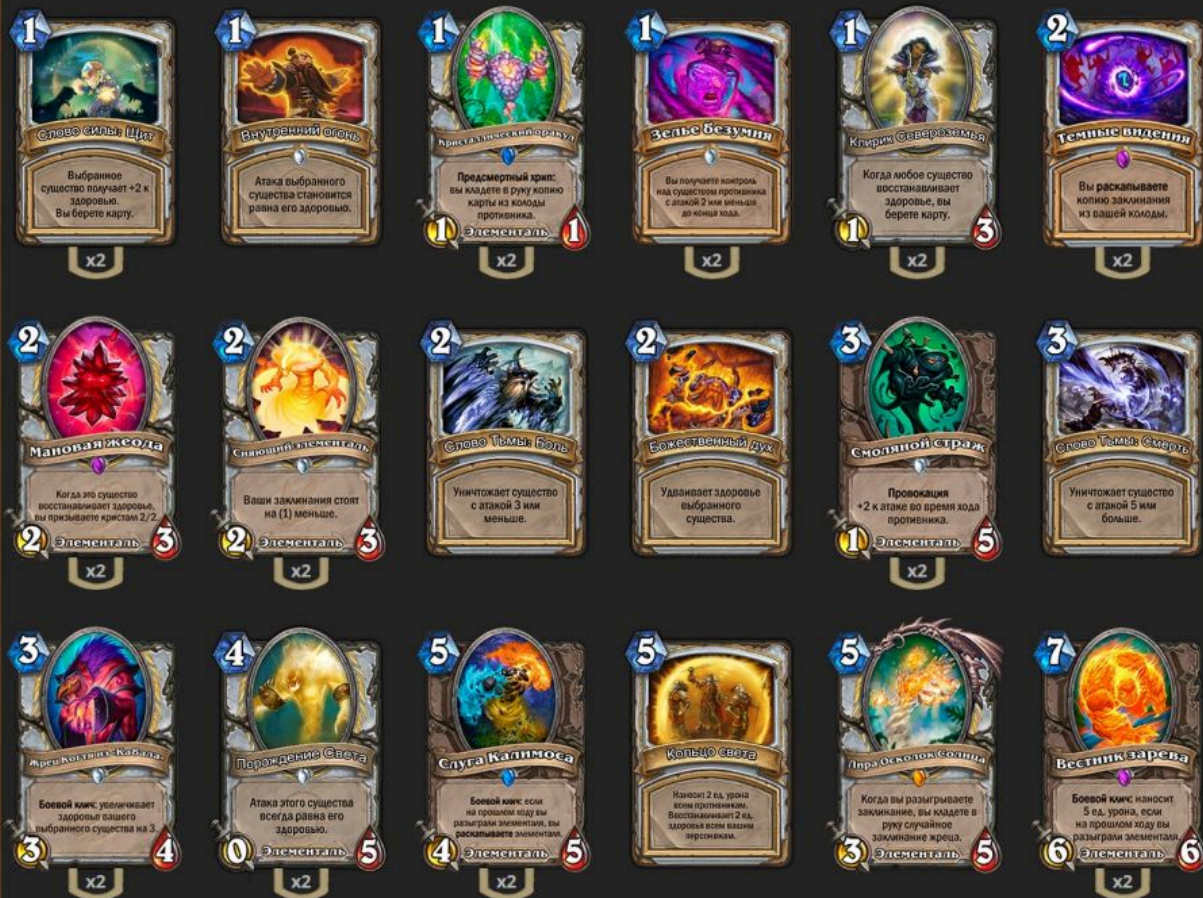 1
Слово силы: Щит
Выбранное
существо получает +2 к
здоровью.
Вы берете карту.
x2
1
Внутренний огонь
Атака выбранного
существа становится
равна его здоровью.
1
Кристаллический оракул
Предсмертный хрип:
вы кладете в руку копию
карты из колоды
противника.
1 Элементаль 1
x2
1
Зелье безумия
Вы получаете контроль
над существом противника
с атакой 2 или меньше
до конца хода.
x2
1
Клирик Североземья
Когда любое существо
восстанавливает
здоровье, вы
берете карту.
1 3
x2
2
Темные видения
Вы раскапываете
копию заклинания
из вашей колоды.
x2
2
Мановая жеода
Когда это существо
восстанавливает здоровье,
вы призываете кристалл 2/2.
2 Элементаль 3
x2
2
Сияющий элементаль
Ваши заклинания стоят
на (1) меньше.
2 Элементаль 3
x2
2
Слово Тьмы: Боль
Уничтожает существо
с атакой 3 или
меньше.
2
Божественный дух
Удваивает здоровье
выбранного
существа.
3
Смоляной страж
Провокация
+2 к атаке во время хода
противника.
1 Элементаль 5
x2
3
Слово Тьмы: Смерть
Уничтожает существо
с атакой 5 или
больше.
3
Жрец Когтя из «Кабала»
Боевой клич: увеличивает
здоровье вашего
выбранного существа на 3.
3 4
x2
4
Порождение Света
Атака этого существа
всегда равна его
здоровью.
0 Элементаль 5
x2
5
Слуга Калимоса
Боевой клич: если
на прошлом ходу вы
разыграли элементаля, вы
раскапываете элементаля.
4 Элементаль 5
x2
5
Кольцо света
Наносит 2 ед. урона
всем противникам.
Восстанавливает 2 ед.
здоровья всем вашим
персонажам.
5
Лира Осколок Солнца
Когда вы разыгрываете
заклинание, вы кладете в
руку случайное
заклинание жреца.
3 Элементаль 5
7
Вестник зарева
Боевой клич: наносит
5 ед. урона, если
на прошлом ходу вы
разыграли элементаля.
6 Элементаль 6
x2